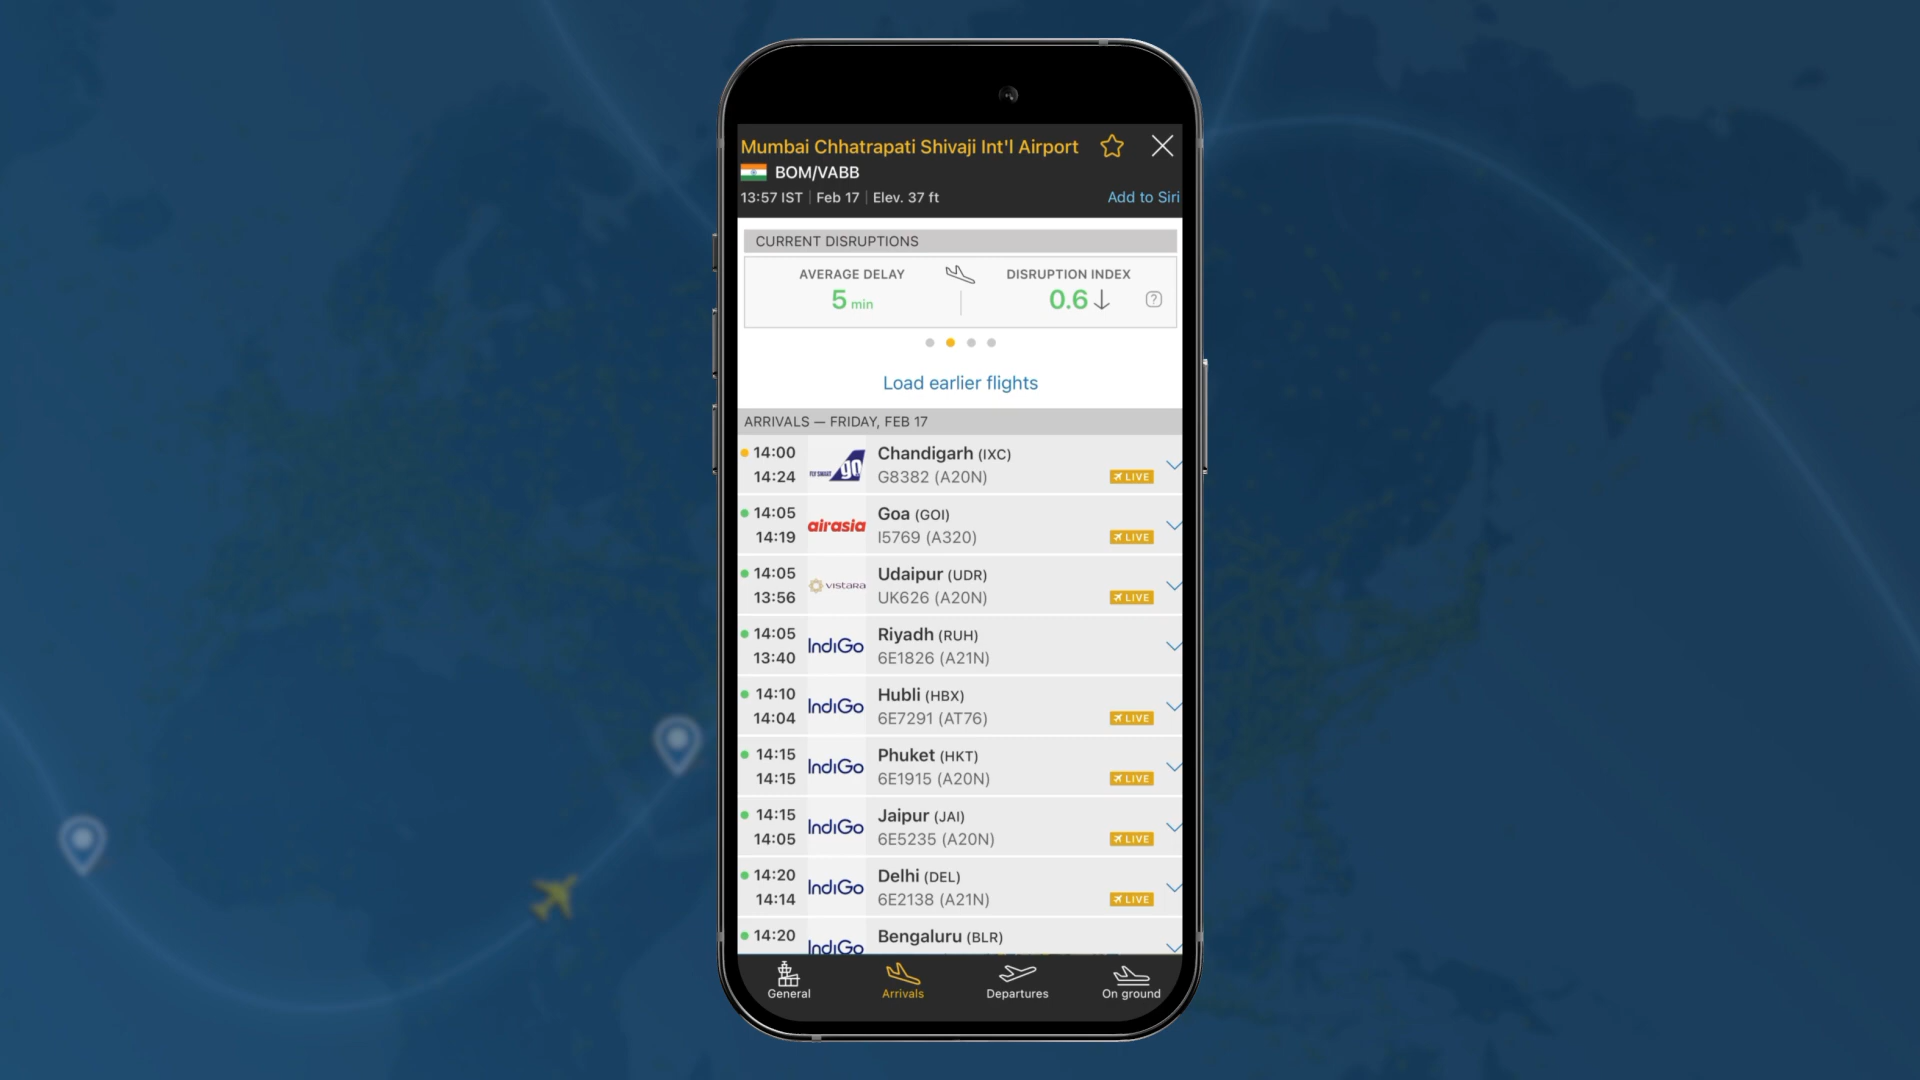 Mumbai Chhatrapati Shivaji Int'l Airport
BOM/VABB
13:57 IST | Feb 17 | Elev. 37 ft Add to Siri
CURRENT DISRUPTIONS
AVERAGE DELAY DISRUPTION INDEX
5 min 0.6 ?
Load earlier flights
ARRIVALS — FRIDAY, FEB 17
14:00 Chandigarh (IXC)
14:24 go G8382 (A20N) LIVE
14:05 Goa (GOI)
airasia
14:19 I5769 (A320) LIVE
14:05 Udaipur (UDR)
vistara
13:56 UK626 (A20N) LIVE
14:05 Riyadh (RUH)
IndiGo
13:40 6E1826 (A21N)
14:10 Hubli (HBX)
IndiGo
14:04 6E7291 (AT76) LIVE
14:15 Phuket (HKT)
IndiGo
14:15 6E1915 (A20N) LIVE
14:15 Jaipur (JAI)
IndiGo
14:05 6E5235 (A20N) LIVE
14:20 Delhi (DEL)
IndiGo
14:14 6E2138 (A21N) LIVE
14:20 Bengaluru (BLR)
IndiGo
General Arrivals Departures On ground